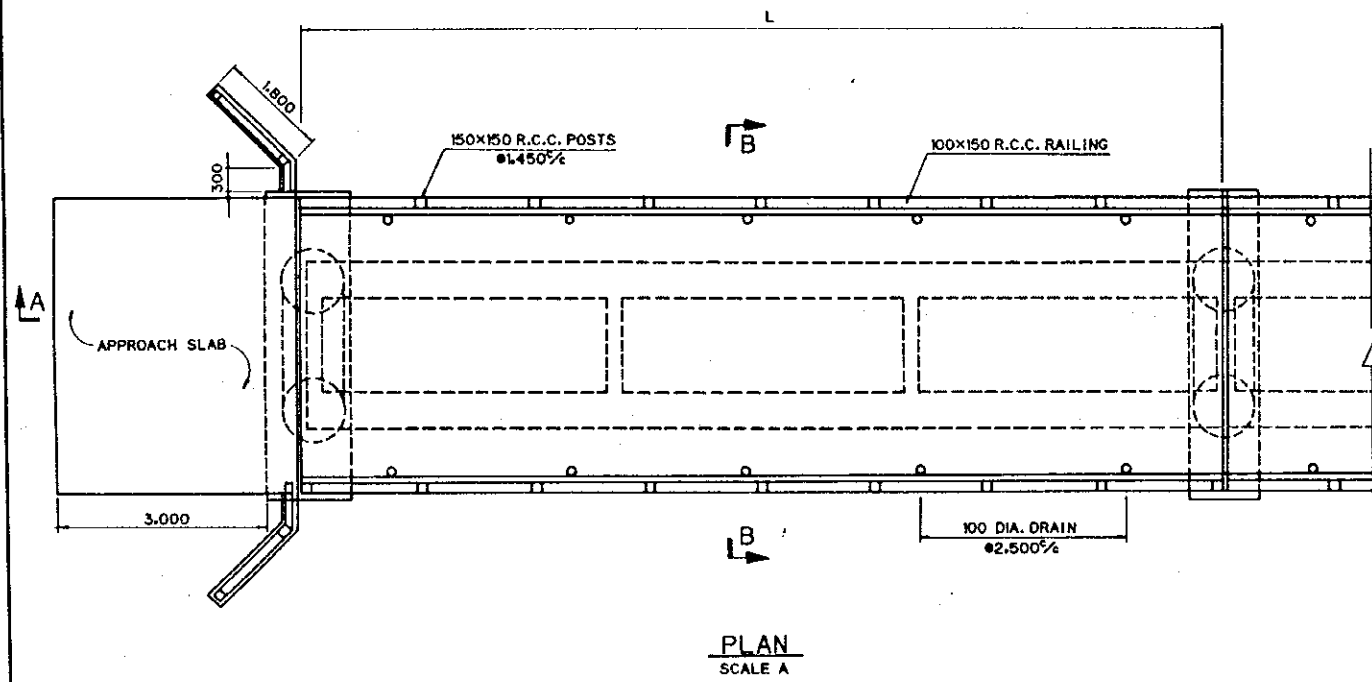 L
1.800
150×150 R.C.C. POSTS
@1.450 c/c
B
100×150 R.C.C. RAILING
300
A
APPROACH SLAB
3.000
B
100 DIA. DRAIN
@2.500 c/c
PLAN
SCALE A